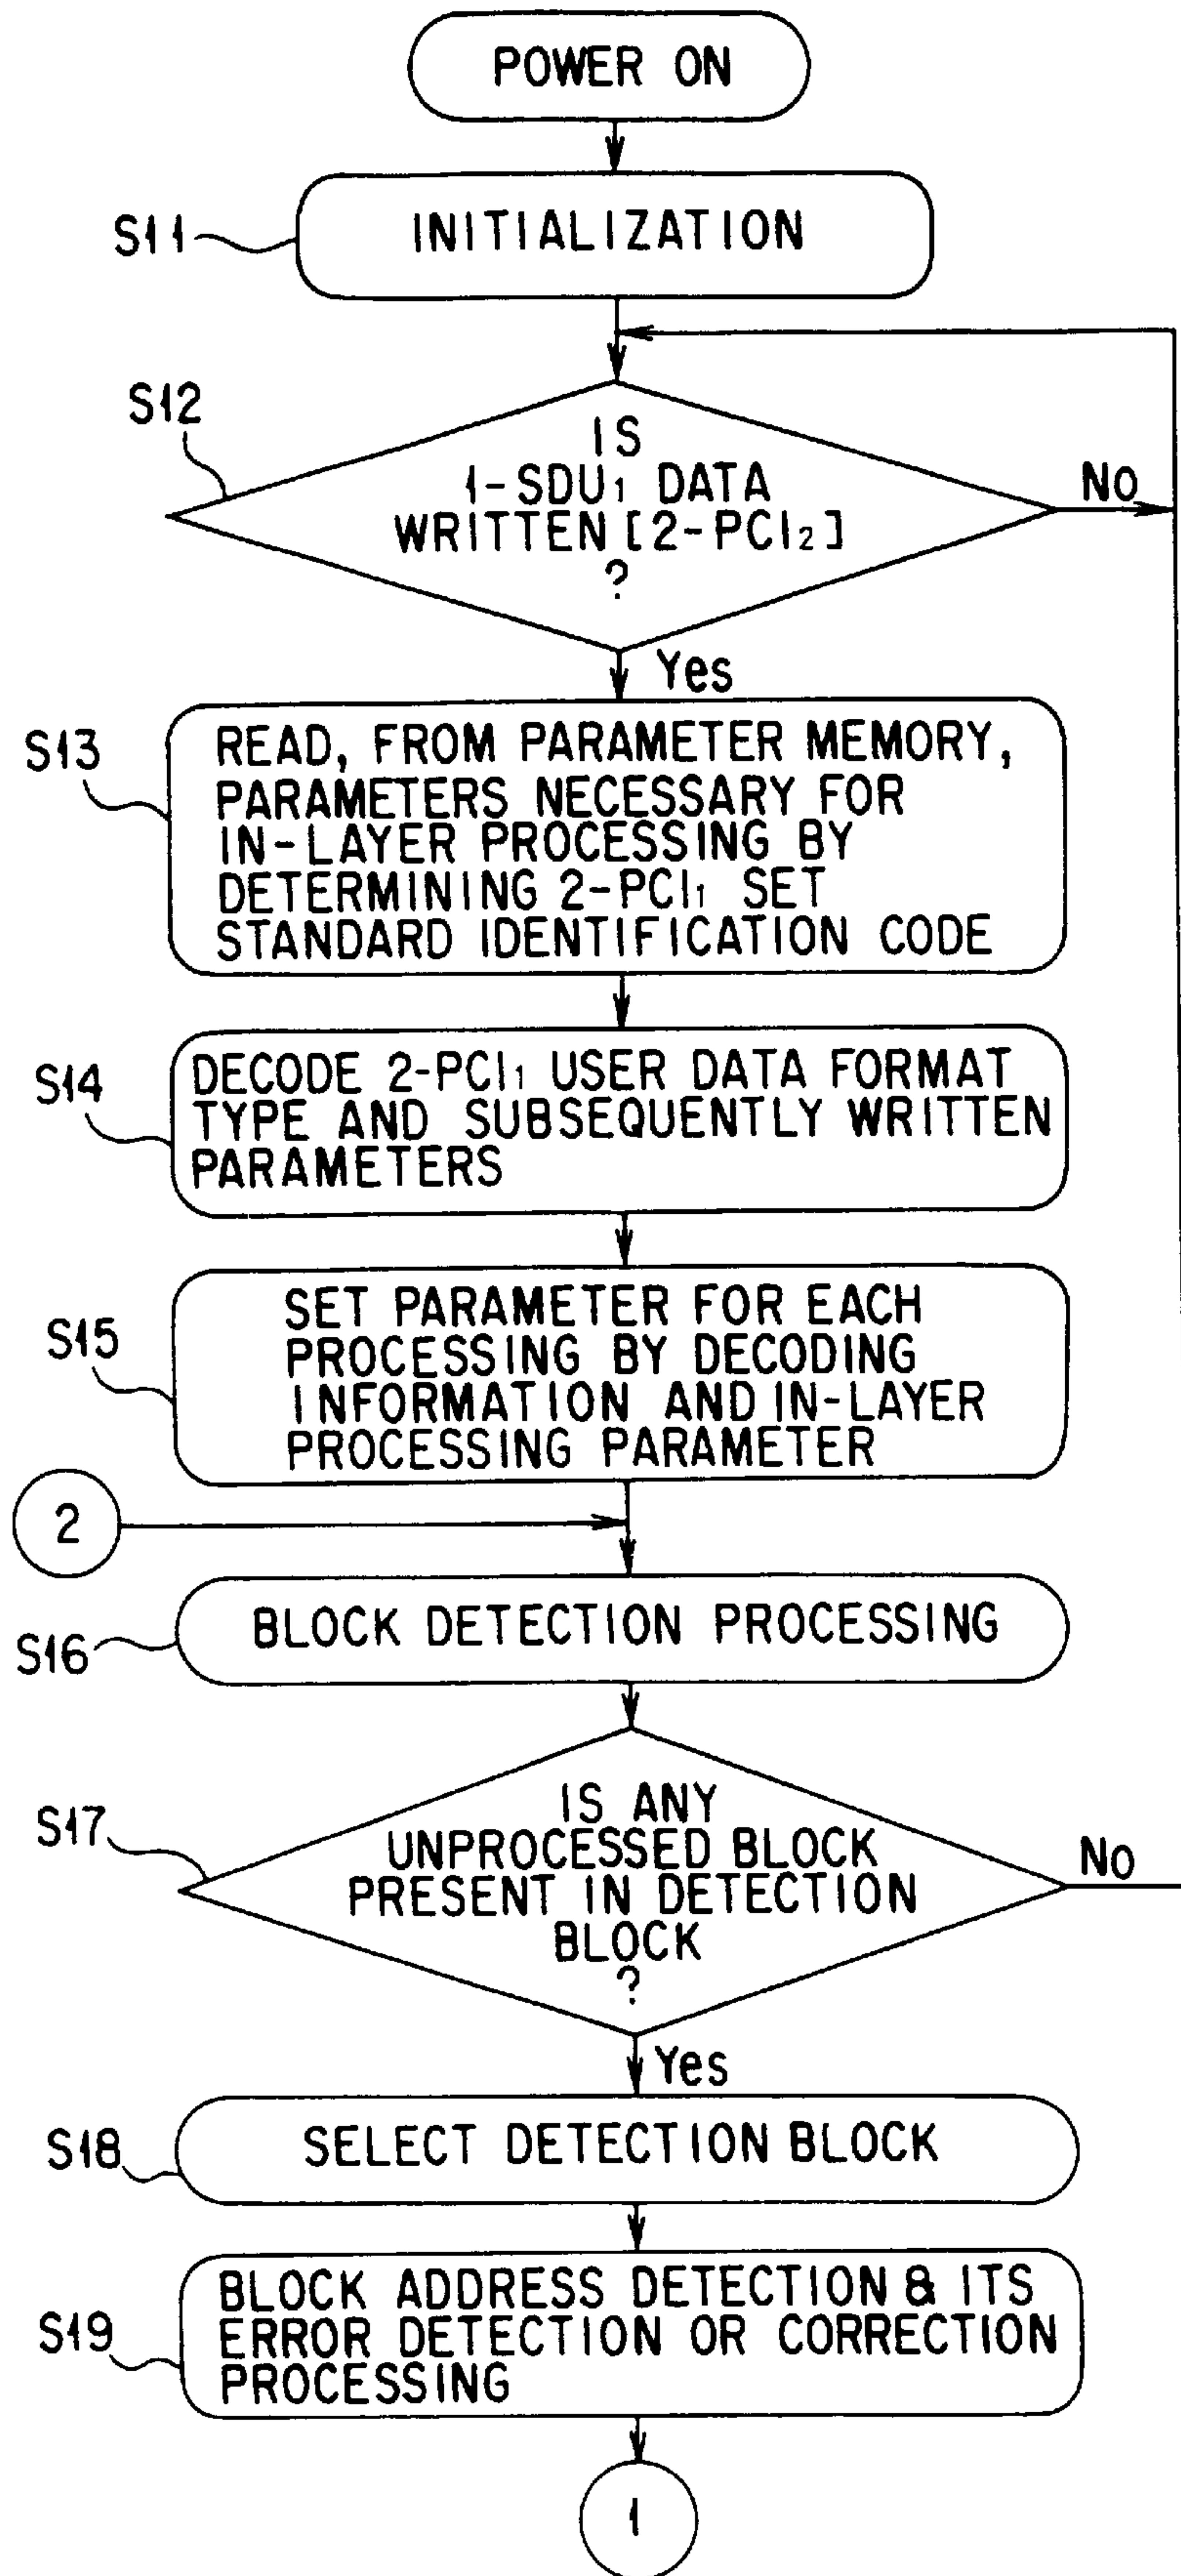 POWER ON
S11
INITIALIZATION
S12
IS
1-SDU₁ DATA
WRITTEN [2-PCI₂]
?
No
Yes
S13
READ, FROM PARAMETER MEMORY,
PARAMETERS NECESSARY FOR
IN-LAYER PROCESSING BY
DETERMINING 2-PCI₁ SET
STANDARD IDENTIFICATION CODE
S14
DECODE 2-PCI₁ USER DATA FORMAT
TYPE AND SUBSEQUENTLY WRITTEN
PARAMETERS
S15
SET PARAMETER FOR EACH
PROCESSING BY DECODING
INFORMATION AND IN-LAYER
PROCESSING PARAMETER
2
S16
BLOCK DETECTION PROCESSING
S17
IS ANY
UNPROCESSED BLOCK
PRESENT IN DETECTION
BLOCK
?
No
Yes
S18
SELECT DETECTION BLOCK
S19
BLOCK ADDRESS DETECTION & ITS
ERROR DETECTION OR CORRECTION
PROCESSING
1